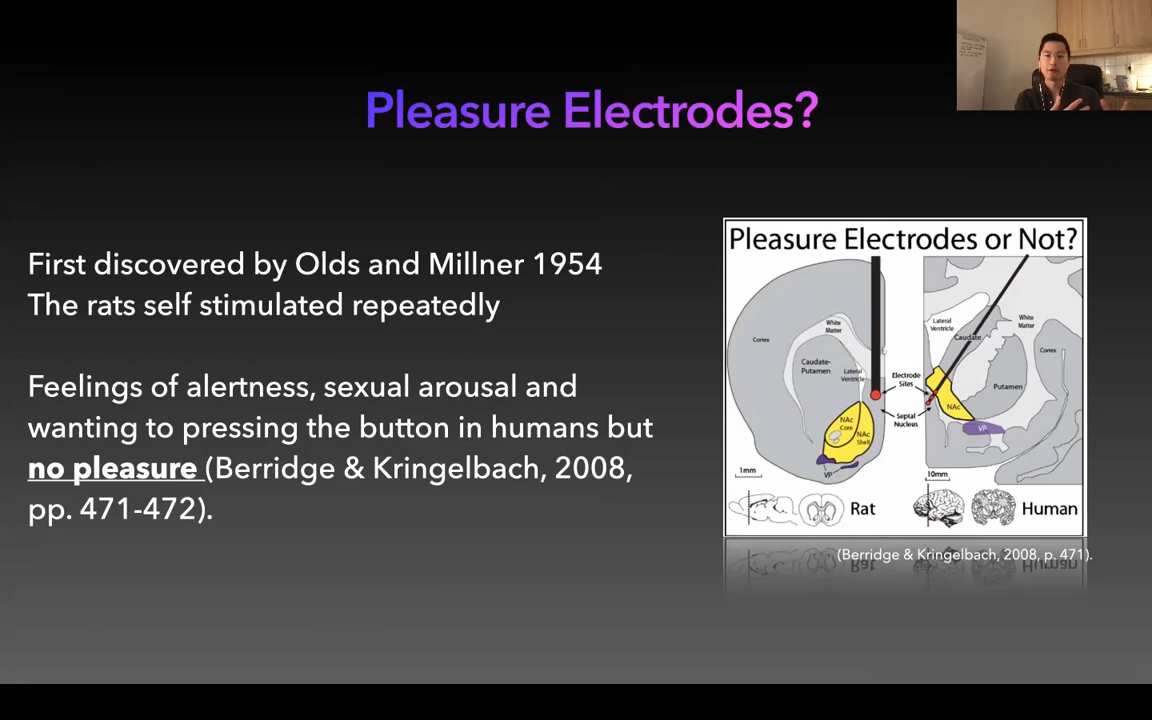 Pleasure Electrodes?
First discovered by Olds and Millner 1954
The rats self stimulated repeatedly
Feelings of alertness, sexual arousal and
wanting to pressing the button in humans but
no pleasure (Berridge & Kringelbach, 2008,
pp. 471-472).
Pleasure Electrodes or Not?
Cortex
White
Matter
Caudate-
Putamen
Lateral
Ventricle
NAc
Core
NAc
Shell
VP
1mm
Rat
Electrode
Sites
Septal
Nucleus
Lateral
Ventricle
Caudate
White
Matter
Cortex
Putamen
NAc
VP
10mm
Human
(Berridge & Kringelbach, 2008, p. 471).